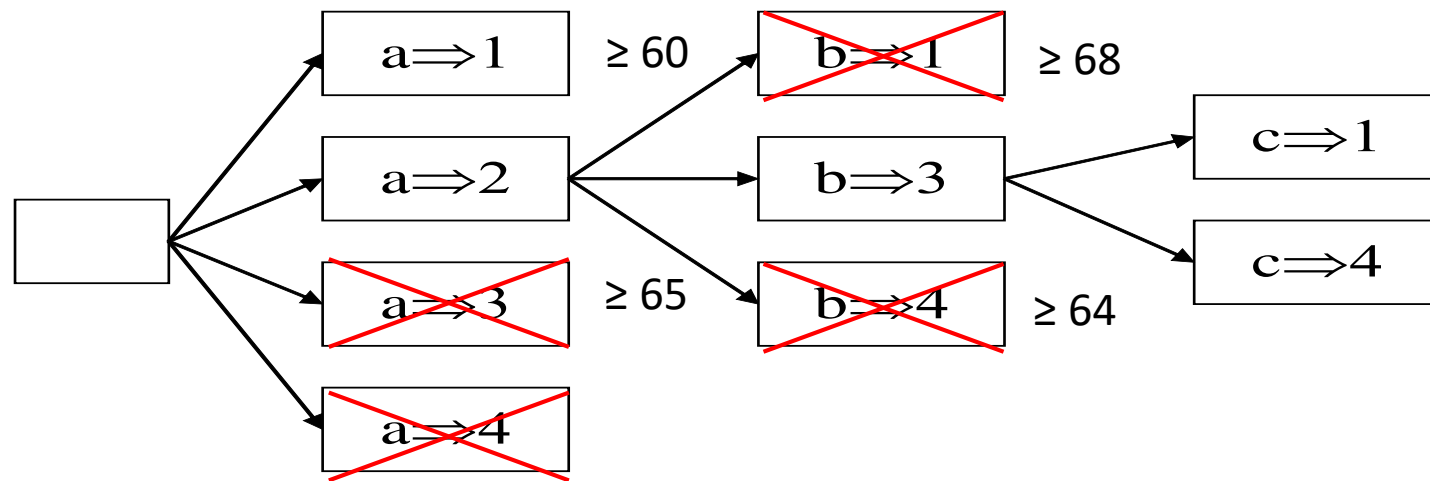 a⇒1
≥ 60
a⇒2
a⇒3
≥ 65
a⇒4
b⇒1
≥ 68
b⇒3
b⇒4
≥ 64
c⇒1
c⇒4